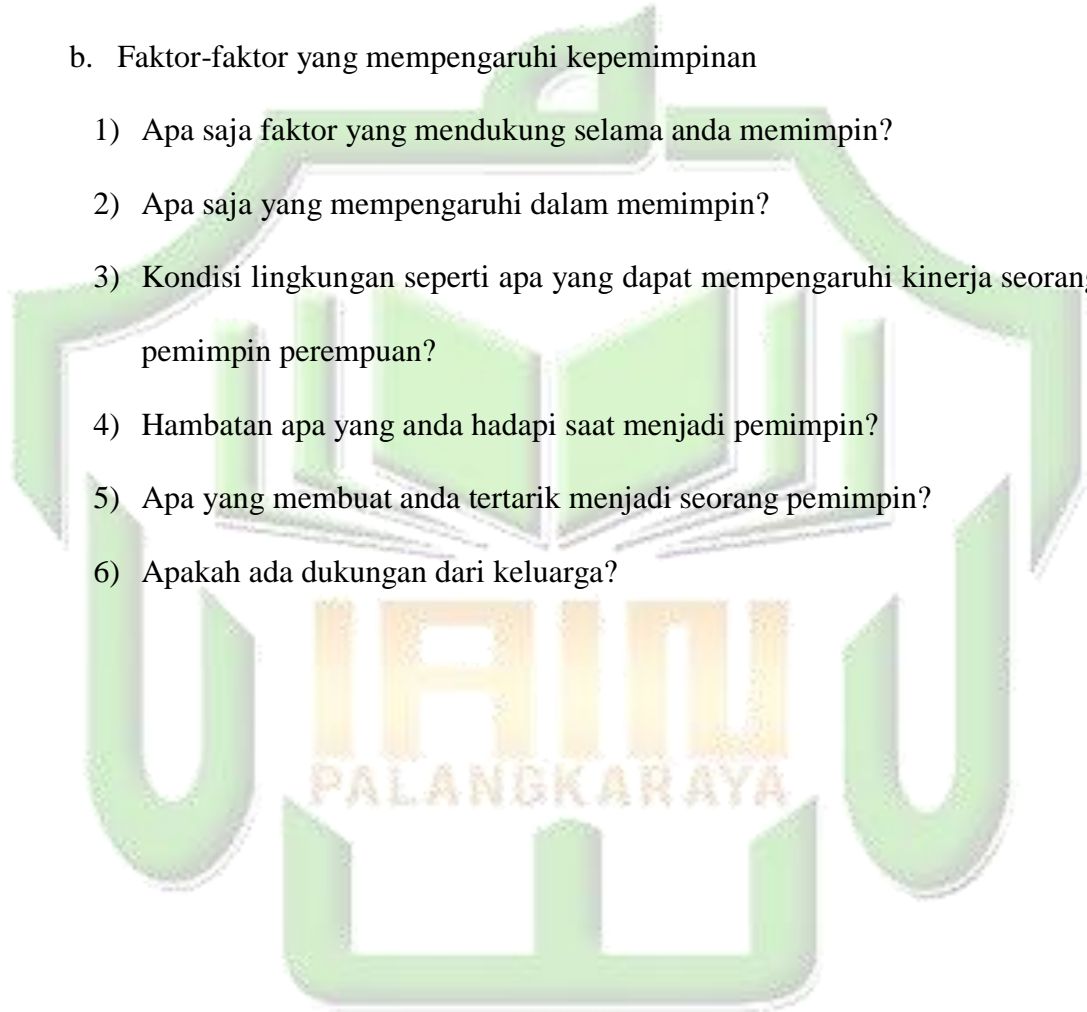 b. Faktor-faktor yang mempengaruhi kepemimpinan
1) Apa saja faktor yang mendukung selama anda memimpin?
2) Apa saja yang mempengaruhi dalam memimpin?
3) Kondisi lingkungan seperti apa yang dapat mempengaruhi kinerja seorang
pemimpin perempuan?
4) Hambatan apa yang anda hadapi saat menjadi pemimpin?
5) Apa yang membuat anda tertarik menjadi seorang pemimpin?
6) Apakah ada dukungan dari keluarga?
IAIN
PALANGKARAYA